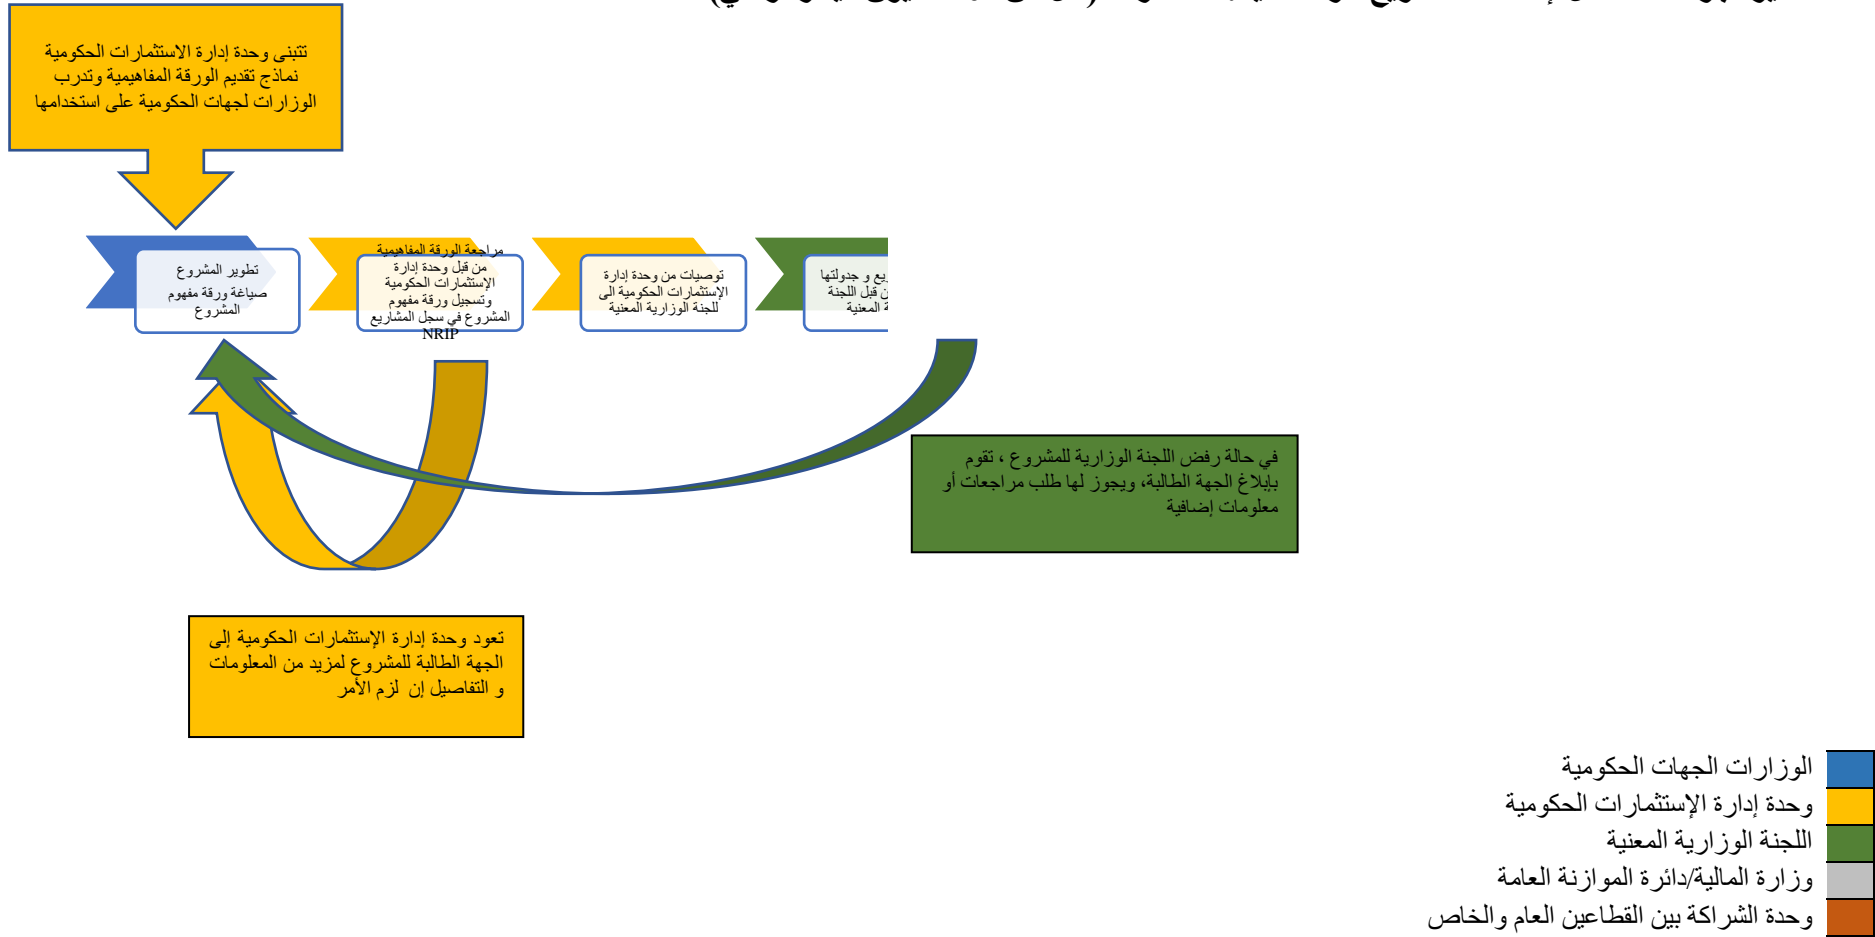 تتبنى وحدة إدارة الاستثمارات الحكومية
نماذج تقديم الورقة المفاهيمية وتدرب
الوزارات لجهات الحكومية على استخدامها
تطوير المشروع
صياغة ورقة مفهوم
المشروع
مراجعة الورقة المفاهيمية
من قبل وحدة إدارة
الإستثمارات الحكومية
وتسجيل ورقة مفهوم
المشروع في سجل المشاريع
NRIP
توصيات من وحدة إدارة
الإستثمارات الحكومية الى
للجنة الوزارية المعنية
و جدولتها
قبل اللجنة
المعنية
في حالة رفض اللجنة الوزارية للمشروع ، تقوم
بإبلاغ الجهة الطالبة، ويجوز لها طلب مراجعات أو
معلومات إضافية
تعود وحدة إدارة الإستثمارات الحكومية إلى
الجهة الطالبة للمشروع لمزيد من المعلومات
و التفاصيل إن لزم الأمر
الوزارات الجهات الحكومية
وحدة إدارة الإستثمارات الحكومية
اللجنة الوزارية المعنية
وزارة المالية/دائرة الموازنة العامة
وحدة الشراكة بين القطاعين العام والخاص